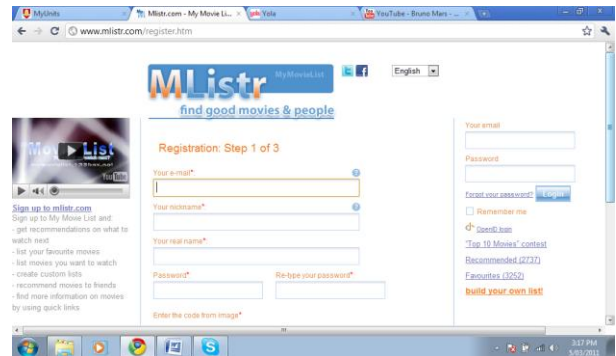 MyUnits
Mlistr.com - My Movie Li...
Yola
YouTube - Bruno Mars - ...
www.mlistr.com/register.htm
MListr
MyMovieList
find good movies & people
English
Movie List
YouTube
Sign up to mlistr.com
Sign up to My Movie List and:
- get recommendations on what to
watch next
- list your favourite movies
- list movies you want to watch
- create custom lists
- recommend movies to friends
- find more information on movies
by using quick links
Registration: Step 1 of 3
Your e-mail*
Your nickname*
Your real name*
Password*
Re-type your password*
Enter the code from image*
Your email
Password
Forgot your password?
Login
Remember me
OpenID login
"Top 10 Movies" contest
Recommended (2737)
Favourites (3252)
build your own list!
3:17 PM
5/03/2011